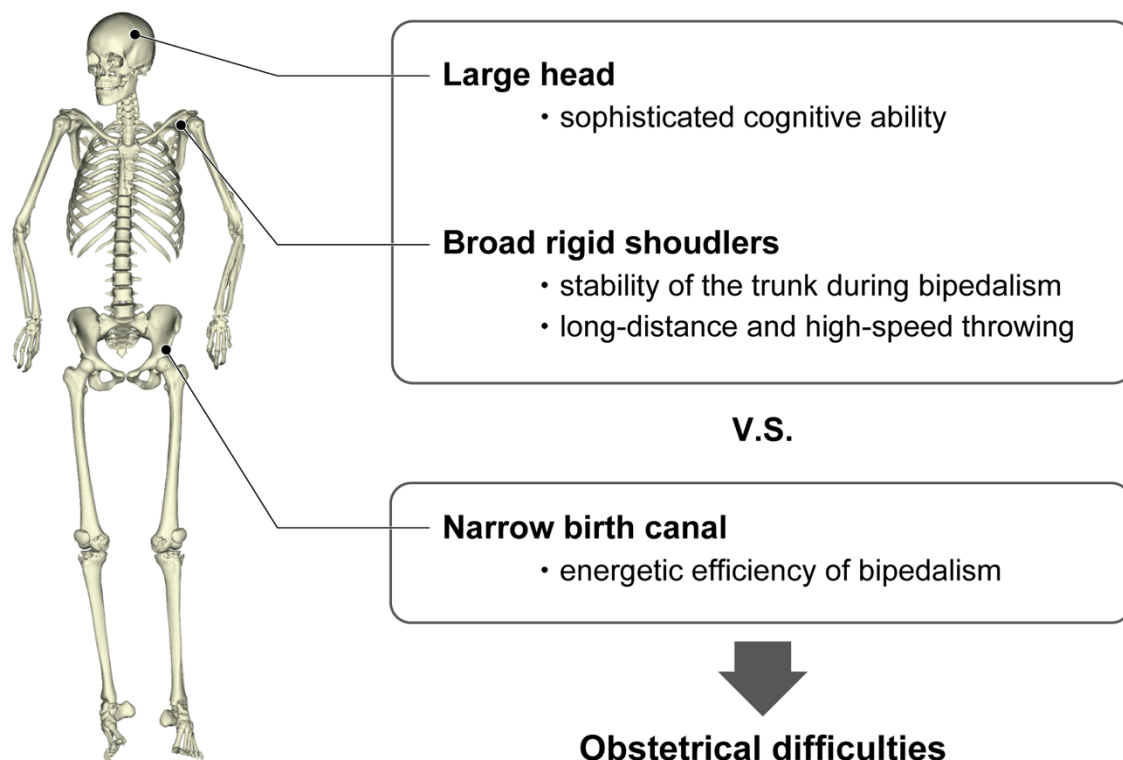 Large head
・sophisticated cognitive ability
Broad rigid shoudlers
・stability of the trunk during bipedalism
・long-distance and high-speed throwing
V.S.
Narrow birth canal
・energetic efficiency of bipedalism
Obstetrical difficulties